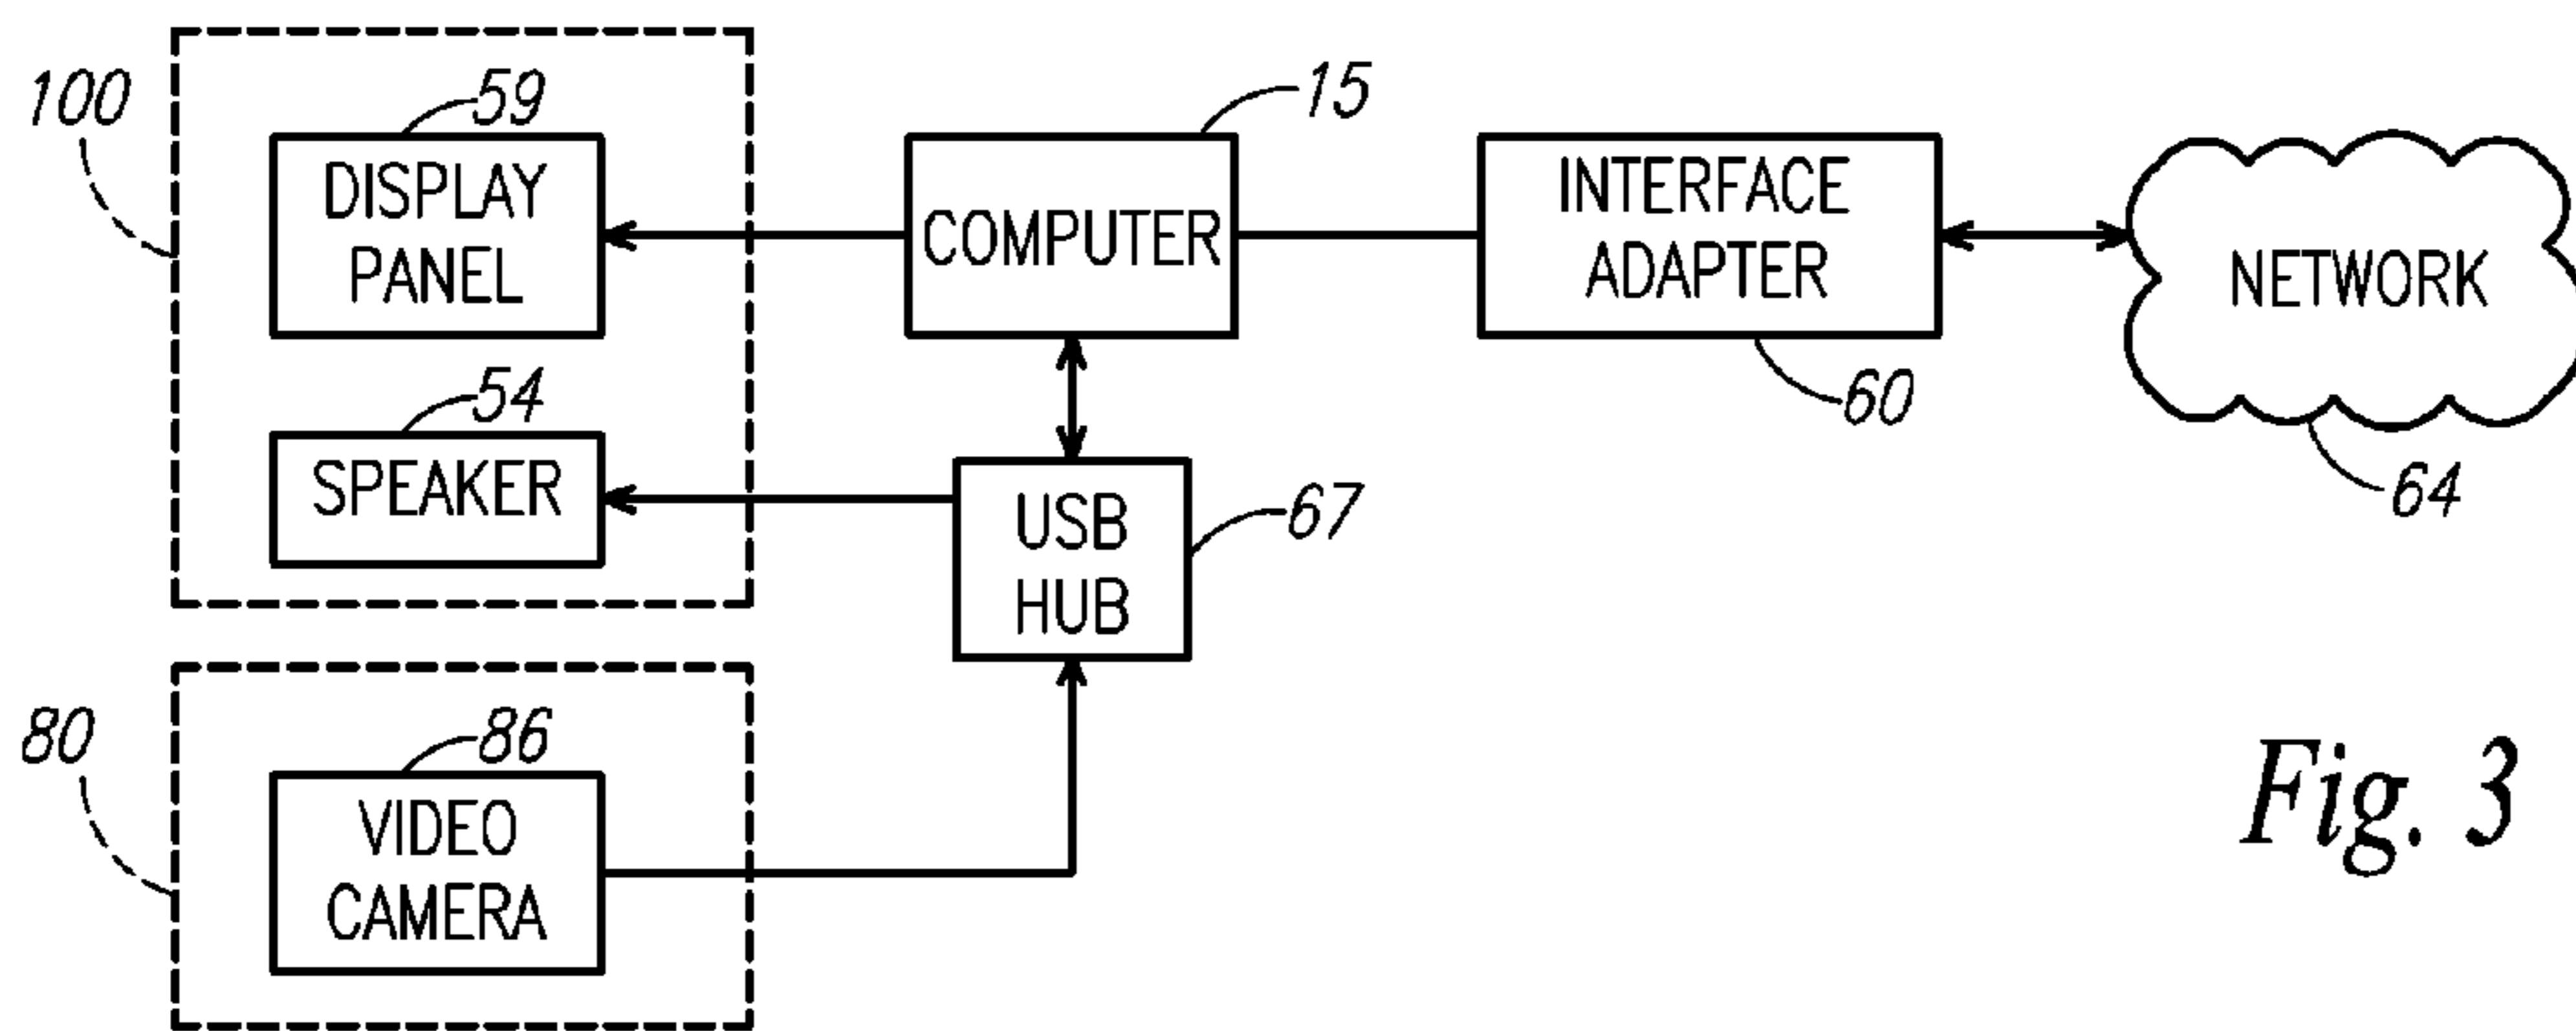 100
59
DISPLAY
PANEL
54
SPEAKER
15
COMPUTER
INTERFACE
ADAPTER
60
NETWORK
64
USB
HUB
67
80
86
VIDEO
CAMERA
Fig. 3